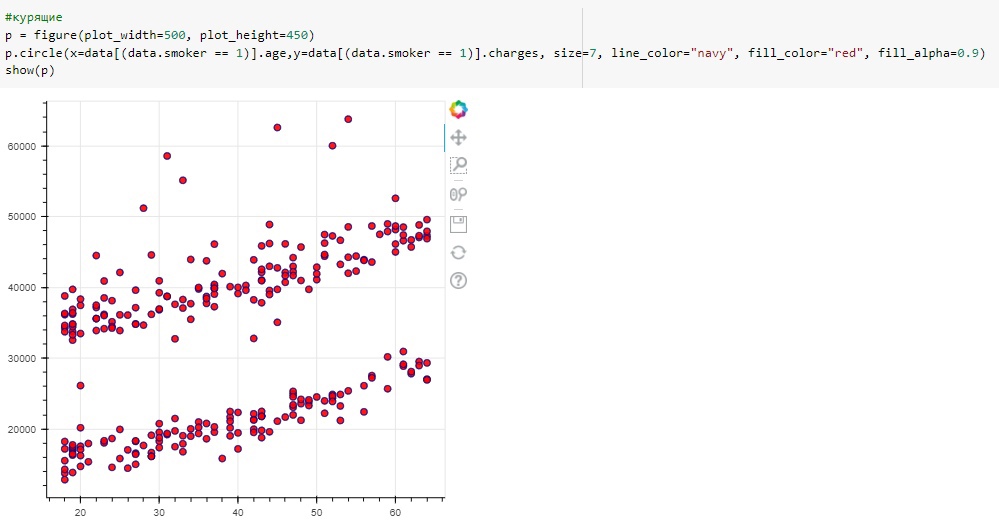 #курящие
p = figure(plot_width=500, plot_height=450)
p.circle(x=data[(data.smoker == 1)].age,y=data[(data.smoker == 1)].charges, size=7, line_color="navy", fill_color="red", fill_alpha=0.9)
show(p)
60000
50000
40000
30000
20000
20 30 40 50 60